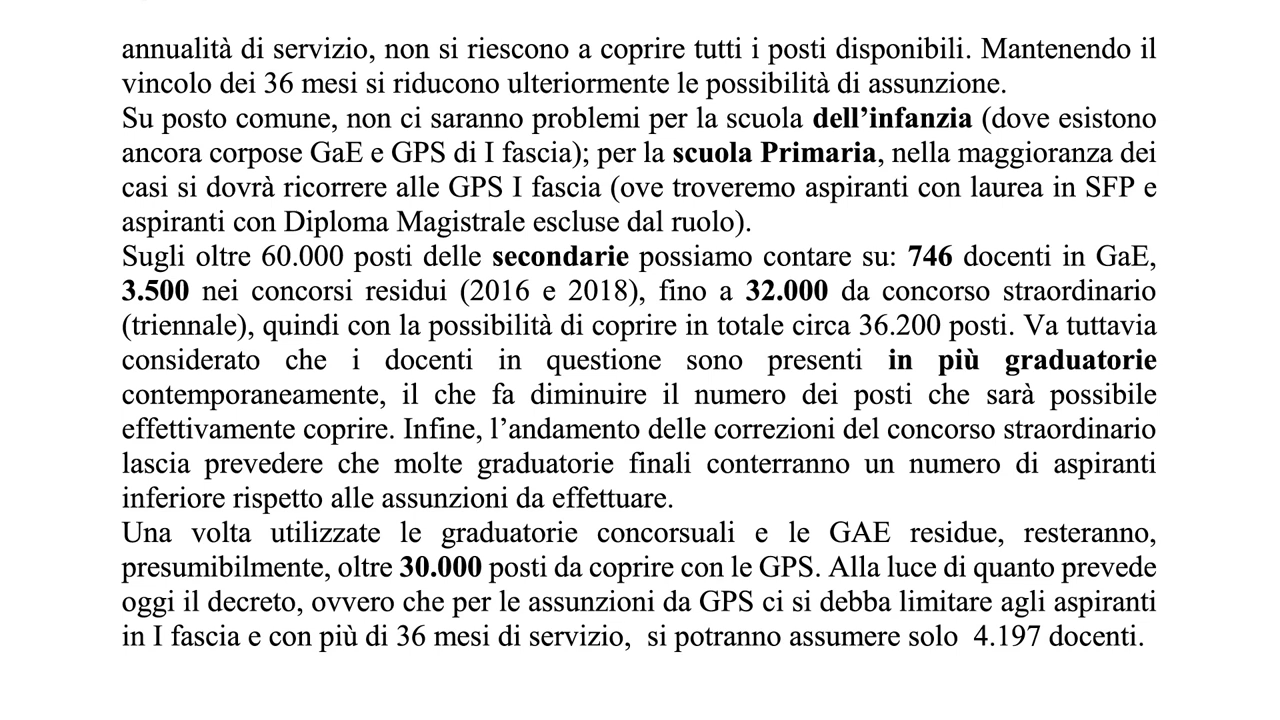 annualità di servizio, non si riescono a coprire tutti i posti disponibili. Mantenendo il
vincolo dei 36 mesi si riducono ulteriormente le possibilità di assunzione.
Su posto comune, non ci saranno problemi per la scuola dell’infanzia (dove esistono
ancora corpose GaE e GPS di I fascia); per la scuola Primaria, nella maggioranza dei
casi si dovrà ricorrere alle GPS I fascia (ove troveremo aspiranti con laurea in SFP e
aspiranti con Diploma Magistrale escluse dal ruolo).
Sugli oltre 60.000 posti delle secondarie possiamo contare su: 746 docenti in GaE,
3.500 nei concorsi residui (2016 e 2018), fino a 32.000 da concorso straordinario
(triennale), quindi con la possibilità di coprire in totale circa 36.200 posti. Va tuttavia
considerato che i docenti in questione sono presenti in più graduatorie
contemporaneamente, il che fa diminuire il numero dei posti che sarà possibile
effettivamente coprire. Infine, l’andamento delle correzioni del concorso straordinario
lascia prevedere che molte graduatorie finali conterranno un numero di aspiranti
inferiore rispetto alle assunzioni da effettuare.
Una volta utilizzate le graduatorie concorsuali e le GAE residue, resteranno,
presumibilmente, oltre 30.000 posti da coprire con le GPS. Alla luce di quanto prevede
oggi il decreto, ovvero che per le assunzioni da GPS ci si debba limitare agli aspiranti
in I fascia e con più di 36 mesi di servizio,  si potranno assumere solo  4.197 docenti.